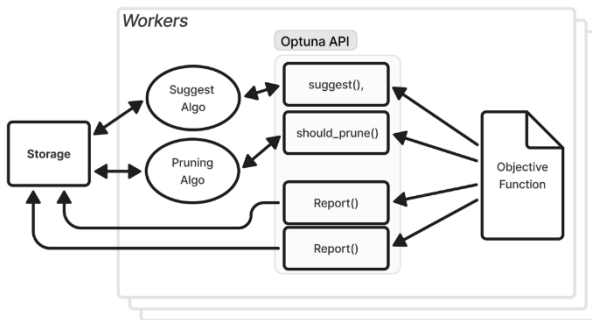 Workers
Optuna API
Suggest
Algo
suggest(),
should_prune()
Storage
Pruning
Algo
Objective
Function
Report()
Report()